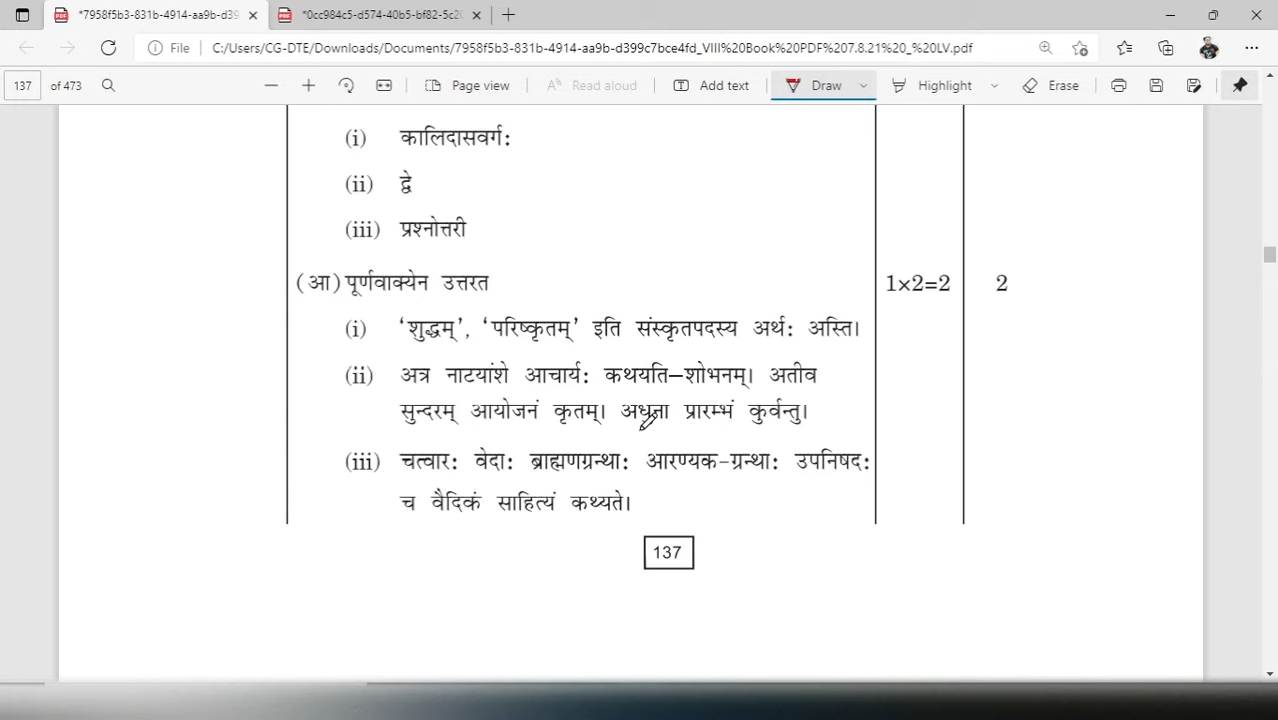 *7958f5b3-831b-4914-aa9b-d39 *0cc984c5-d574-40b5-bf82-5c20
File C:/Users/CG-DTE/Downloads/Documents/7958f5b3-831b-4914-aa9b-d399c7bce4fd_VIII%20Book%20PDF%207.8.21%20_%20LV.pdf
137 of 473 Page view Read aloud Add text Draw Highlight Erase
(i) कालिदासवर्ग:
(ii) द्वे
(iii) प्रश्नोत्तरी
(आ) पूर्णवाक्येन उत्तरत 1×2=2 2
(i) ‘शुद्धम्’, ‘परिष्कृतम्’ इति संस्कृतपदस्य अर्थ: अस्ति।
(ii) अत्र नाटयांशे आचार्य: कथयति–शोभनम्। अतीव
सुन्दरम् आयोजनं कृतम्। अधुना प्रारम्भं कुर्वन्तु।
(iii) चत्वार: वेदा: ब्राह्मणग्रन्था: आरण्यक-ग्रन्था: उपनिषद:
च वैदिकं साहित्यं कथ्यते।
137